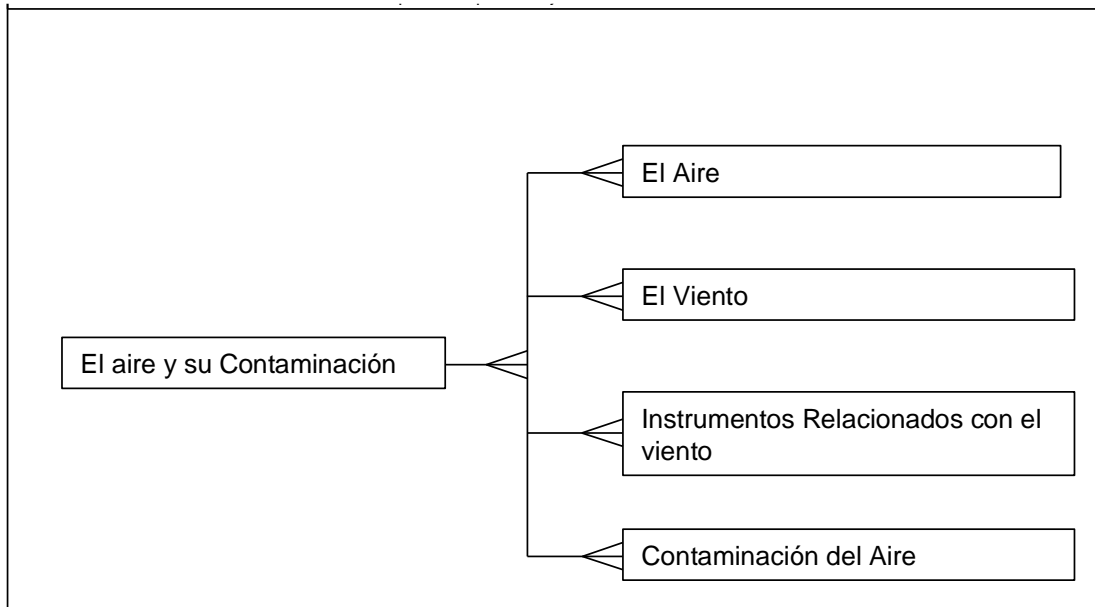 El aire y su Contaminación
El Aire
El Viento
Instrumentos Relacionados con el
viento
Contaminación del Aire